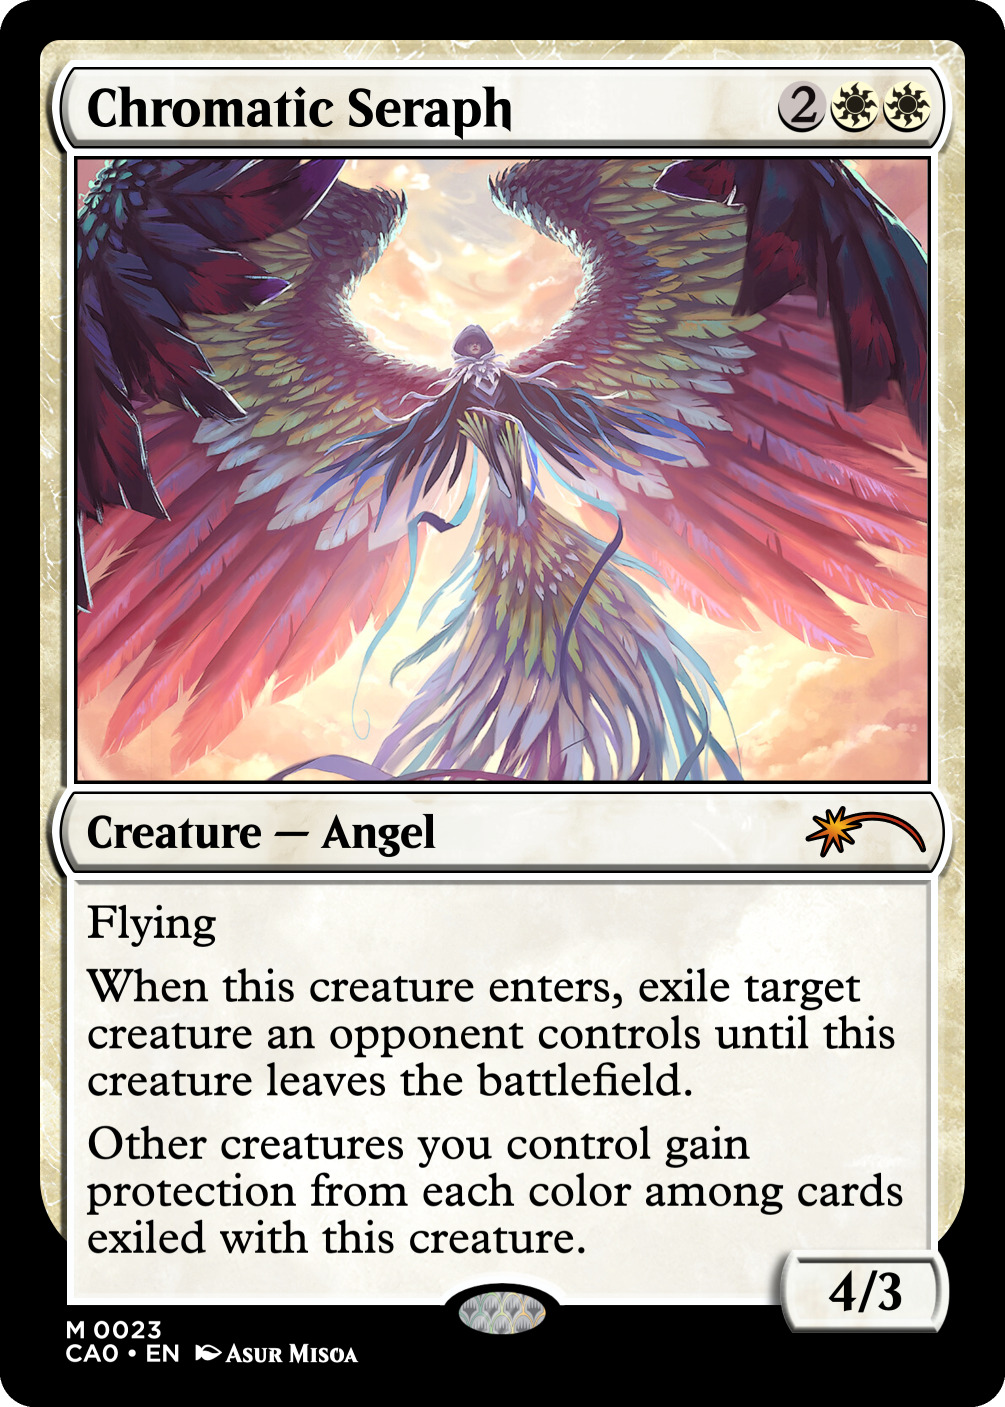 Chromatic Seraph 2
Creature — Angel
Flying
When this creature enters, exile target
creature an opponent controls until this
creature leaves the battlefield.
Other creatures you control gain
protection from each color among cards
exiled with this creature.
4/3
M 0023
CAO • EN Asur Misoa